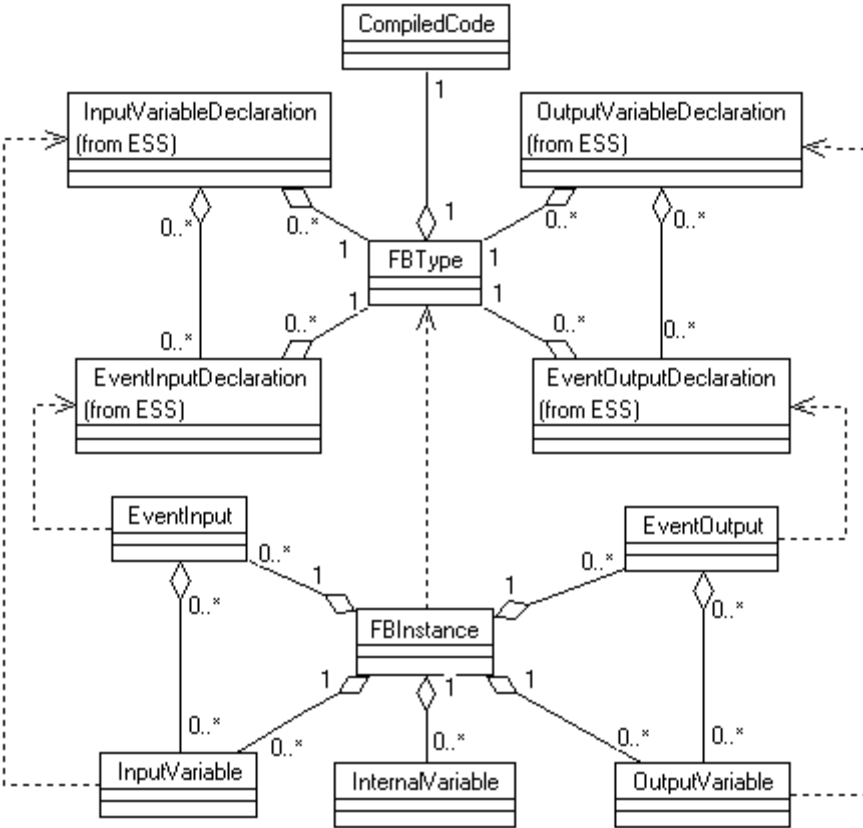 CompiledCode
1
InputVariableDeclaration
(from ESS)
OutputVariableDeclaration
(from ESS)
0..*
0..*
1
0..*
0..*
1
FBType
1
1
1
0..*
0..*
0..*
0..*
EventInputDeclaration
(from ESS)
EventOutputDeclaration
(from ESS)
EventInput
EventOutput
0..*
1
0..*
1
0..*
0..*
FBInstance
1
1
1
0..*
0..*
0..*
0..*
0..*
InputVariable
InternalVariable
OutputVariable